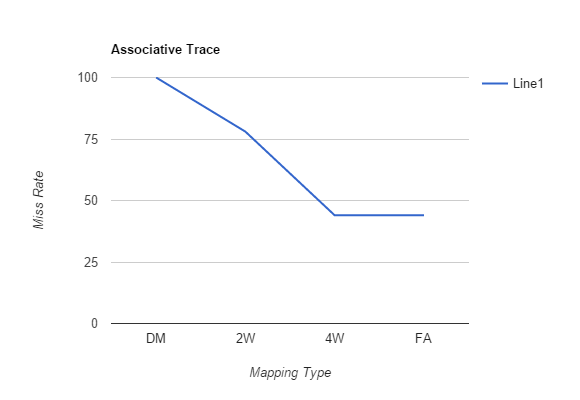 Associative Trace
100
75
50
25
0
Miss Rate
DM 2W 4W FA
Mapping Type
Line1